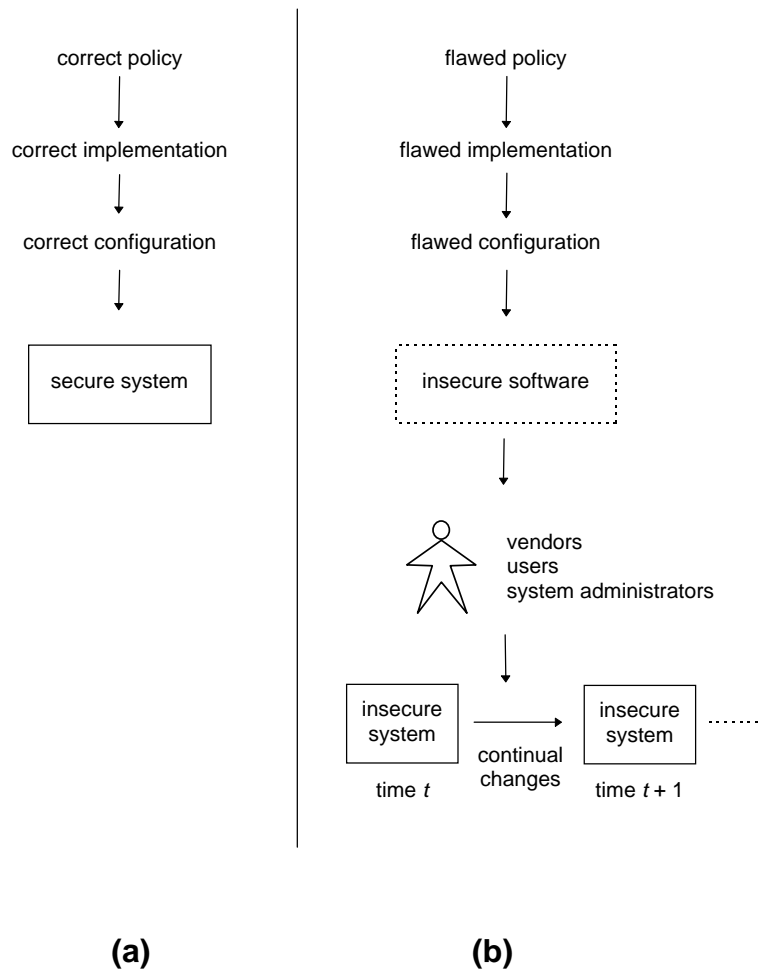 correct policy
correct implementation
correct configuration
secure system
(a)
flawed policy
flawed implementation
flawed configuration
insecure software
vendors
users
system administrators
insecure
system
time t
continual
changes
insecure
system
time t + 1
(b)